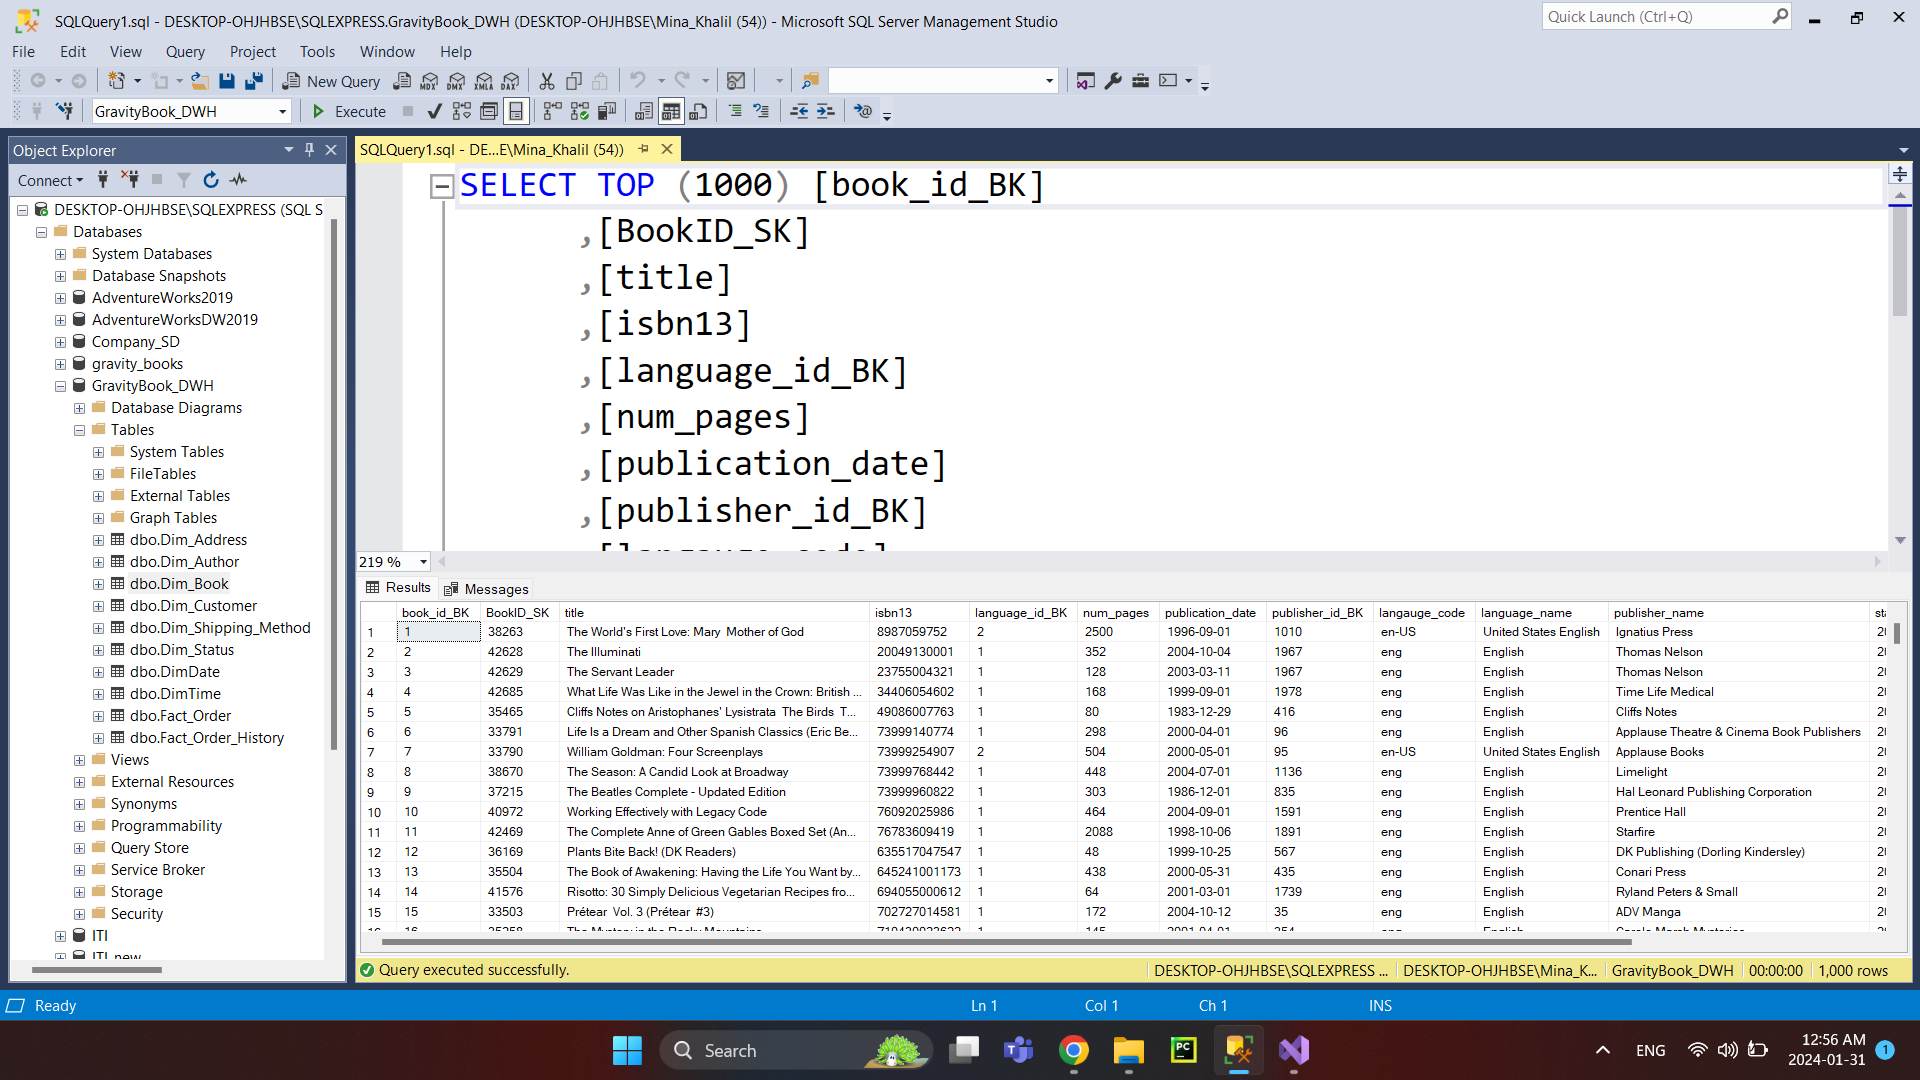 SQLQuery1.sql - DESKTOP-OHJHBSE\SQLEXPRESS.GravityBook_DWH (DESKTOP-OHJHBSE\Mina_Khalil (54)) - Microsoft SQL Server Management Studio
Quick Launch (Ctrl+Q)
File Edit View Query Project Tools Window Help
New Query MDX DMX XMLA DAX
GravityBook_DWH Execute
Object Explorer
Connect
DESKTOP-OHJHBSE\SQLEXPRESS (SQL S
Databases
System Databases
Database Snapshots
AdventureWorks2019
AdventureWorksDW2019
Company_SD
gravity_books
GravityBook_DWH
Database Diagrams
Tables
System Tables
FileTables
External Tables
Graph Tables
dbo.Dim_Address
dbo.Dim_Author
dbo.Dim_Book
dbo.Dim_Customer
dbo.Dim_Shipping_Method
dbo.Dim_Status
dbo.DimDate
dbo.DimTime
dbo.Fact_Order
dbo.Fact_Order_History
Views
External Resources
Synonyms
Programmability
Query Store
Service Broker
Storage
Security
ITI
ITI_new
SQLQuery1.sql - DE...E\Mina_Khalil (54))
SELECT TOP (1000) [book_id_BK]
,[BookID_SK]
,[title]
,[isbn13]
,[language_id_BK]
,[num_pages]
,[publication_date]
,[publisher_id_BK]
,[langauge_code]
219 %
Results Messages
book_id_BK BookID_SK title isbn13 language_id_BK num_pages publication_date publisher_id_BK langauge_code language_name publisher_name
1 1 38263 The World's First Love: Mary Mother of God 8987059752 2 2500 1996-09-01 1010 en-US United States English Ignatius Press
2 2 42628 The Illuminati 20049130001 1 352 2004-10-04 1967 eng English Thomas Nelson
3 3 42629 The Servant Leader 23755004321 1 128 2003-03-11 1967 eng English Thomas Nelson
4 4 42685 What Life Was Like in the Jewel in the Crown: British ... 34406054602 1 168 1999-09-01 1978 eng English Time Life Medical
5 5 35465 Cliffs Notes on Aristophanes' Lysistrata The Birds T... 49086007763 1 80 1983-12-29 416 eng English Cliffs Notes
6 6 33791 Life Is a Dream and Other Spanish Classics (Eric Be... 73999140774 1 298 2000-04-01 96 eng English Applause Theatre & Cinema Book Publishers
7 7 33790 William Goldman: Four Screenplays 73999254907 2 504 2000-05-01 95 en-US United States English Applause Books
8 8 38670 The Season: A Candid Look at Broadway 73999768442 1 448 2004-07-01 1136 eng English Limelight
9 9 37215 The Beatles Complete - Updated Edition 73999960822 1 303 1986-12-01 835 eng English Hal Leonard Publishing Corporation
10 10 40972 Working Effectively with Legacy Code 76092025986 1 464 2004-09-01 1591 eng English Prentice Hall
11 11 42469 The Complete Anne of Green Gables Boxed Set (An... 76783609419 1 2088 1998-10-06 1891 eng English Starfire
12 12 36169 Plants Bite Back! (DK Readers) 635517047547 1 48 1999-10-25 567 eng English DK Publishing (Dorling Kindersley)
13 13 35504 The Book of Awakening: Having the Life You Want by... 645241001173 1 438 2000-05-31 435 eng English Conari Press
14 14 41576 Risotto: 30 Simply Delicious Vegetarian Recipes fro... 694055000612 1 64 2001-03-01 1739 eng English Ryland Peters & Small
15 15 33503 Prétear Vol. 3 (Prétear #3) 702727014581 1 172 2004-10-12 35 eng English ADV Manga
Query executed successfully. DESKTOP-OHJHBSE\SQLEXPRESS ... DESKTOP-OHJHBSE\Mina_K... GravityBook_DWH 00:00:00 1,000 rows
Ready Ln 1 Col 1 Ch 1 INS
Search PC ENG 12:56 AM 1
2024-01-31